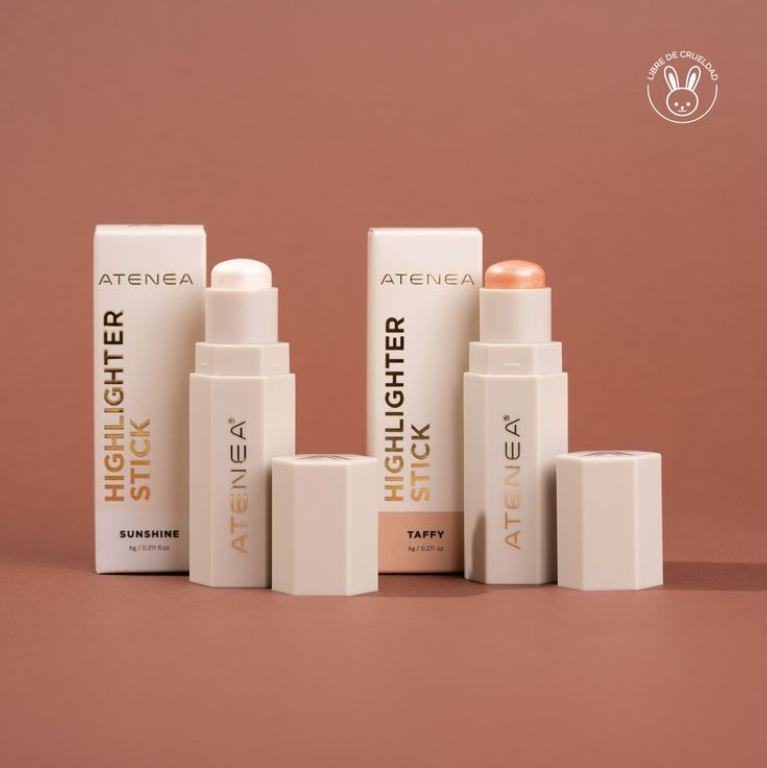 LIBRE DE CRUELDAD
ATENEA
HIGHLIGHTER
STICK
SUNSHINE
6g / 0.211 fl oz
ATENEA®
ATENEA
HIGHLIGHTER
STICK
TAFFY
6g / 0.211 oz
ATENEA®